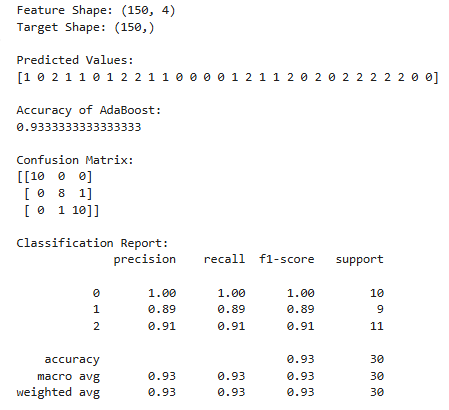 Feature Shape: (150, 4)
Target Shape: (150,)
Predicted Values:
[1 0 2 1 1 0 1 2 2 1 1 0 0 0 0 1 2 1 1 2 0 2 0 2 2 2 2 2 0 0]
Accuracy of AdaBoost:
0.9333333333333333
Confusion Matrix:
[[10  0  0]
 [ 0  8  1]
 [ 0  1 10]]
Classification Report:
              precision    recall  f1-score   support
           0       1.00      1.00      1.00        10
           1       0.89      0.89      0.89         9
           2       0.91      0.91      0.91        11
    accuracy                           0.93        30
   macro avg       0.93      0.93      0.93        30
weighted avg       0.93      0.93      0.93        30